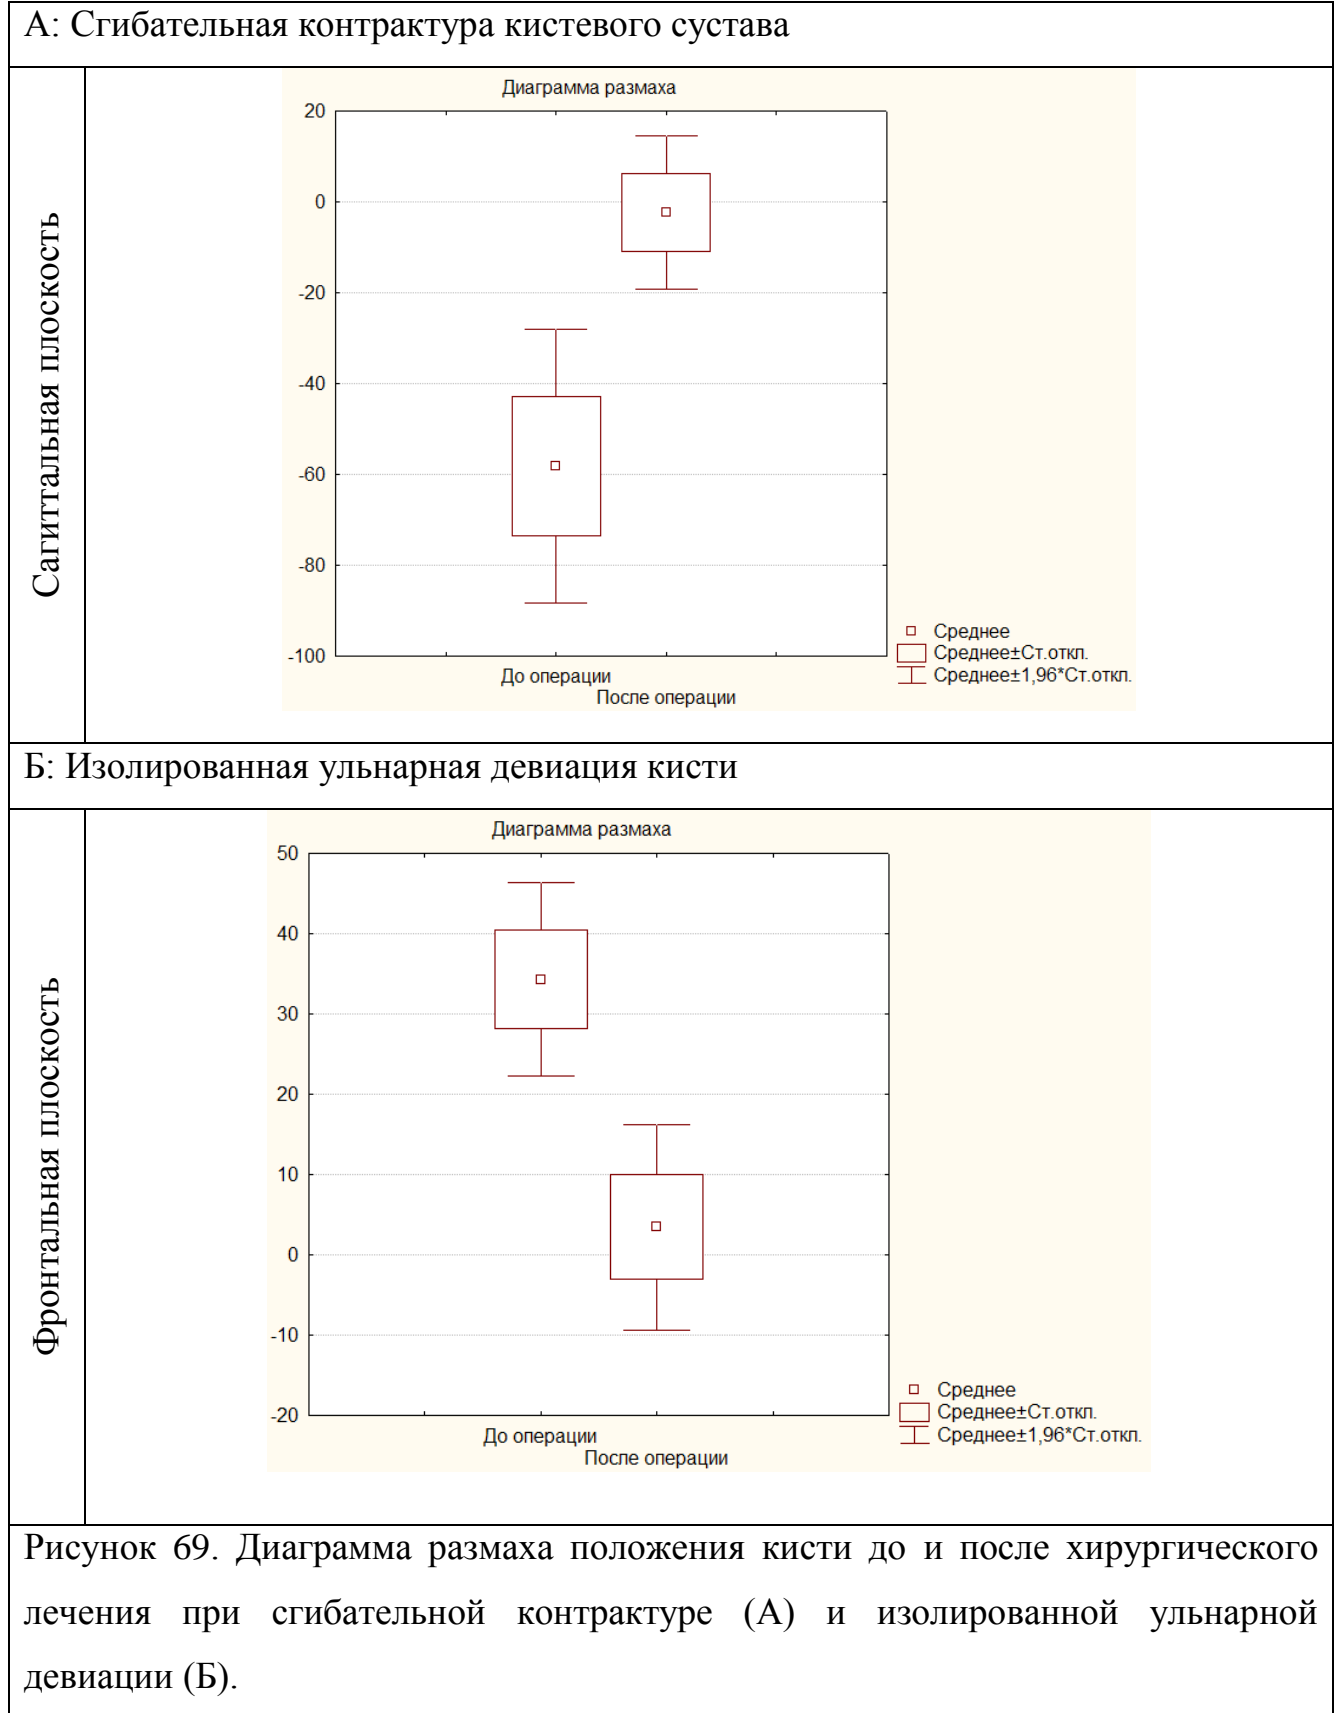 А: Сгибательная контрактура кистевого сустава
Сагиттальная плоскость
Диаграмма размаха
20
0
-20
-40
-60
-80
-100
До операции
После операции
Среднее
Среднее±Ст.откл.
Среднее±1,96*Ст.откл.
Б: Изолированная ульнарная девиация кисти
Фронтальная плоскость
Диаграмма размаха
50
40
30
20
10
0
-10
-20
До операции
После операции
Среднее
Среднее±Ст.откл.
Среднее±1,96*Ст.откл.
Рисунок 69. Диаграмма размаха положения кисти до и после хирургического
лечения при сгибательной контрактуре (А) и изолированной ульнарной
девиации (Б).